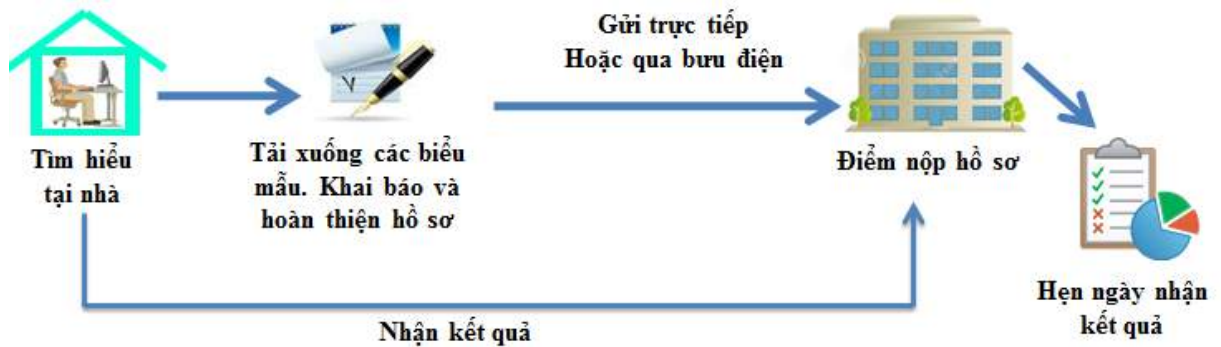 Gửi trực tiếp
Hoặc qua bưu điện
Tìm hiểu
tại nhà
Tải xuống các biểu
mẫu. Khai báo và
hoàn thiện hồ sơ
Điểm nộp hồ sơ
Hẹn ngày nhận
kết quả
Nhận kết quả